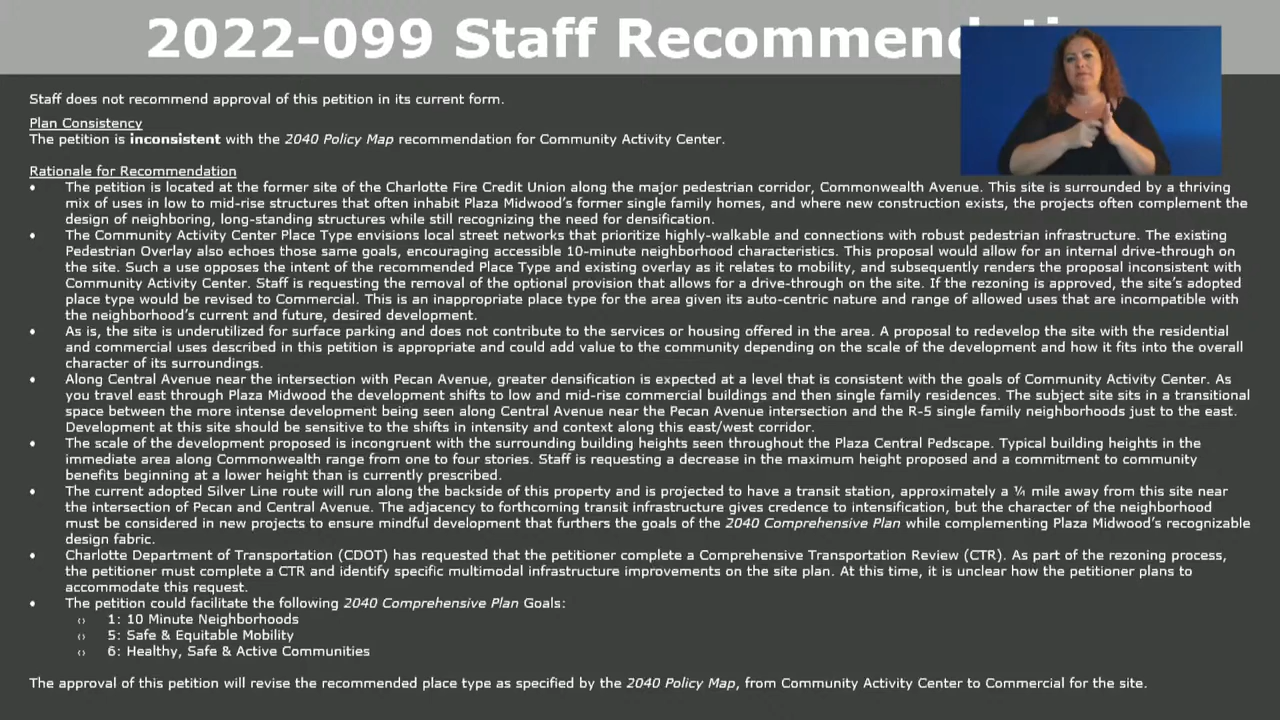 2022-099 Staff Recommend
Staff does not recommend approval of this petition in its current form.
Plan Consistency
The petition is inconsistent with the 2040 Policy Map recommendation for Community Activity Center.
Rationale for Recommendation
• The petition is located at the former site of the Charlotte Fire Credit Union along the major pedestrian corridor, Commonwealth Avenue. This site is surrounded by a thriving
mix of uses in low to mid-rise structures that often inhabit Plaza Midwood's former single family homes, and where new construction exists, the projects often complement the
design of neighboring, long-standing structures while still recognizing the need for densification.
• The Community Activity Center Place Type envisions local street networks that prioritize highly-walkable and connections with robust pedestrian infrastructure. The existing
Pedestrian Overlay also echoes those same goals, encouraging accessible 10-minute neighborhood characteristics. This proposal would allow for an internal drive-through on
the site. Such a use opposes the intent of the recommended Place Type and existing overlay as it relates to mobility, and subsequently renders the proposal inconsistent with
Community Activity Center. Staff is requesting the removal of the optional provision that allows for a drive-through on the site. If the rezoning is approved, the site's adopted
place type would be revised to Commercial. This is an inappropriate place type for the area given its auto-centric nature and range of allowed uses that are incompatible with
the neighborhood's current and future, desired development.
• As is, the site is underutilized for surface parking and does not contribute to the services or housing offered in the area. A proposal to redevelop the site with the residential
and commercial uses described in this petition is appropriate and could add value to the community depending on the scale of the development and how it fits into the overall
character of its surroundings.
• Along Central Avenue near the intersection with Pecan Avenue, greater densification is expected at a level that is consistent with the goals of Community Activity Center. As
you travel east through Plaza Midwood the development shifts to low and mid-rise commercial buildings and then single family residences. The subject site sits in a transitional
space between the more intense development being seen along Central Avenue near the Pecan Avenue intersection and the R-5 single family neighborhoods just to the east.
Development at this site should be sensitive to the shifts in intensity and context along this east/west corridor.
• The scale of the development proposed is incongruent with the surrounding building heights seen throughout the Plaza Central Pedscape. Typical building heights in the
immediate area along Commonwealth range from one to four stories. Staff is requesting a decrease in the maximum height proposed and a commitment to community
benefits beginning at a lower height than is currently prescribed.
• The current adopted Silver Line route will run along the backside of this property and is projected to have a transit station, approximately a ¼ mile away from this site near
the intersection of Pecan and Central Avenue. The adjacency to forthcoming transit infrastructure gives credence to intensification, but the character of the neighborhood
must be considered in new projects to ensure mindful development that furthers the goals of the 2040 Comprehensive Plan while complementing Plaza Midwood's recognizable
design fabric.
• Charlotte Department of Transportation (CDOT) has requested that the petitioner complete a Comprehensive Transportation Review (CTR). As part of the rezoning process,
the petitioner must complete a CTR and identify specific multimodal infrastructure improvements on the site plan. At this time, it is unclear how the petitioner plans to
accommodate this request.
• The petition could facilitate the following 2040 Comprehensive Plan Goals:
1: 10 Minute Neighborhoods
5: Safe & Equitable Mobility
6: Healthy, Safe & Active Communities
The approval of this petition will revise the recommended place type as specified by the 2040 Policy Map, from Community Activity Center to Commercial for the site.